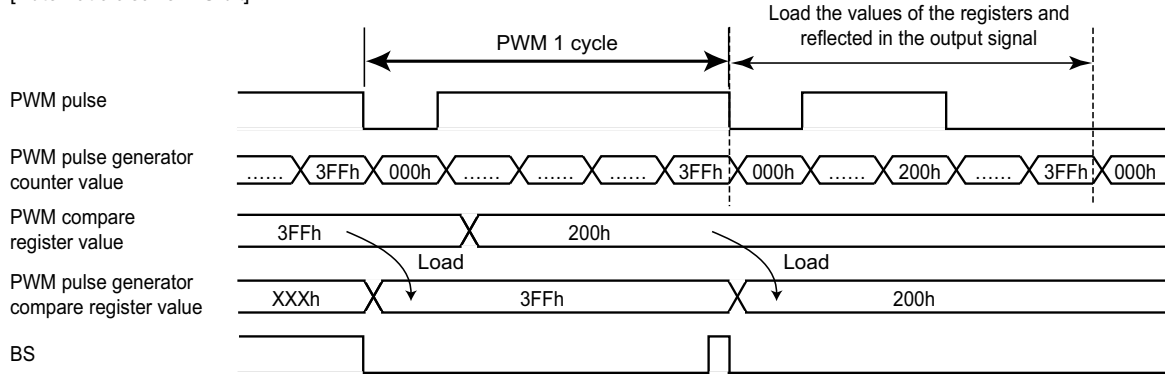 Load the values of the registers and
reflected in the output signal
PWM 1 cycle
PWM pulse
PWM pulse generator
counter value
...... 3FFh 000h ...... ...... ...... 3FFh 000h ...... 200h ...... 3FFh 000h
PWM compare
register value
3FFh 200h
Load Load
PWM pulse generator
compare register value
XXXh 3FFh 200h
BS